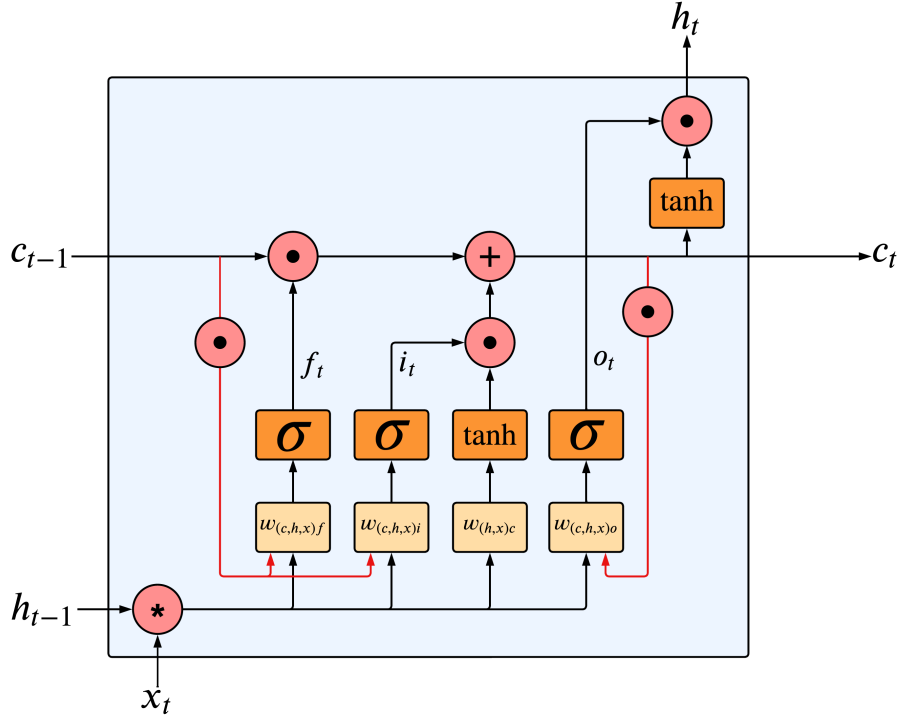 h_t
tanh
c_{t−1}
+
c_t
f_t
i_t
o_t
σ
σ
tanh
σ
w_{(c,h,x)f}
w_{(c,h,x)i}
w_{(h,x)c}
w_{(c,h,x)o}
h_{t−1}
*
x_t